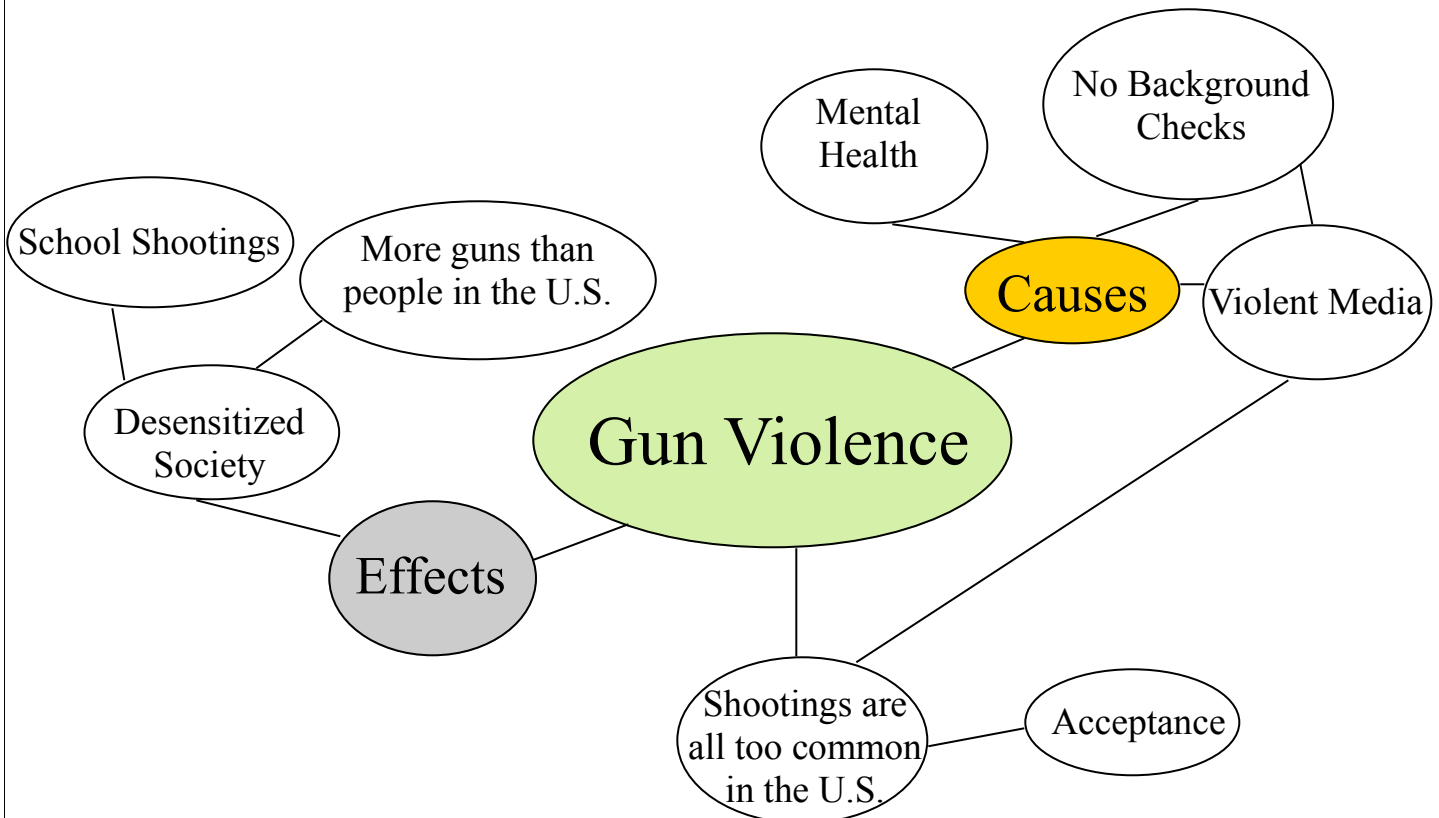 Mental
Health
No Background
Checks
School Shootings
More guns than
people in the U.S.
Causes
Violent Media
Desensitized
Society
Gun Violence
Effects
Shootings are
all too common
in the U.S.
Acceptance